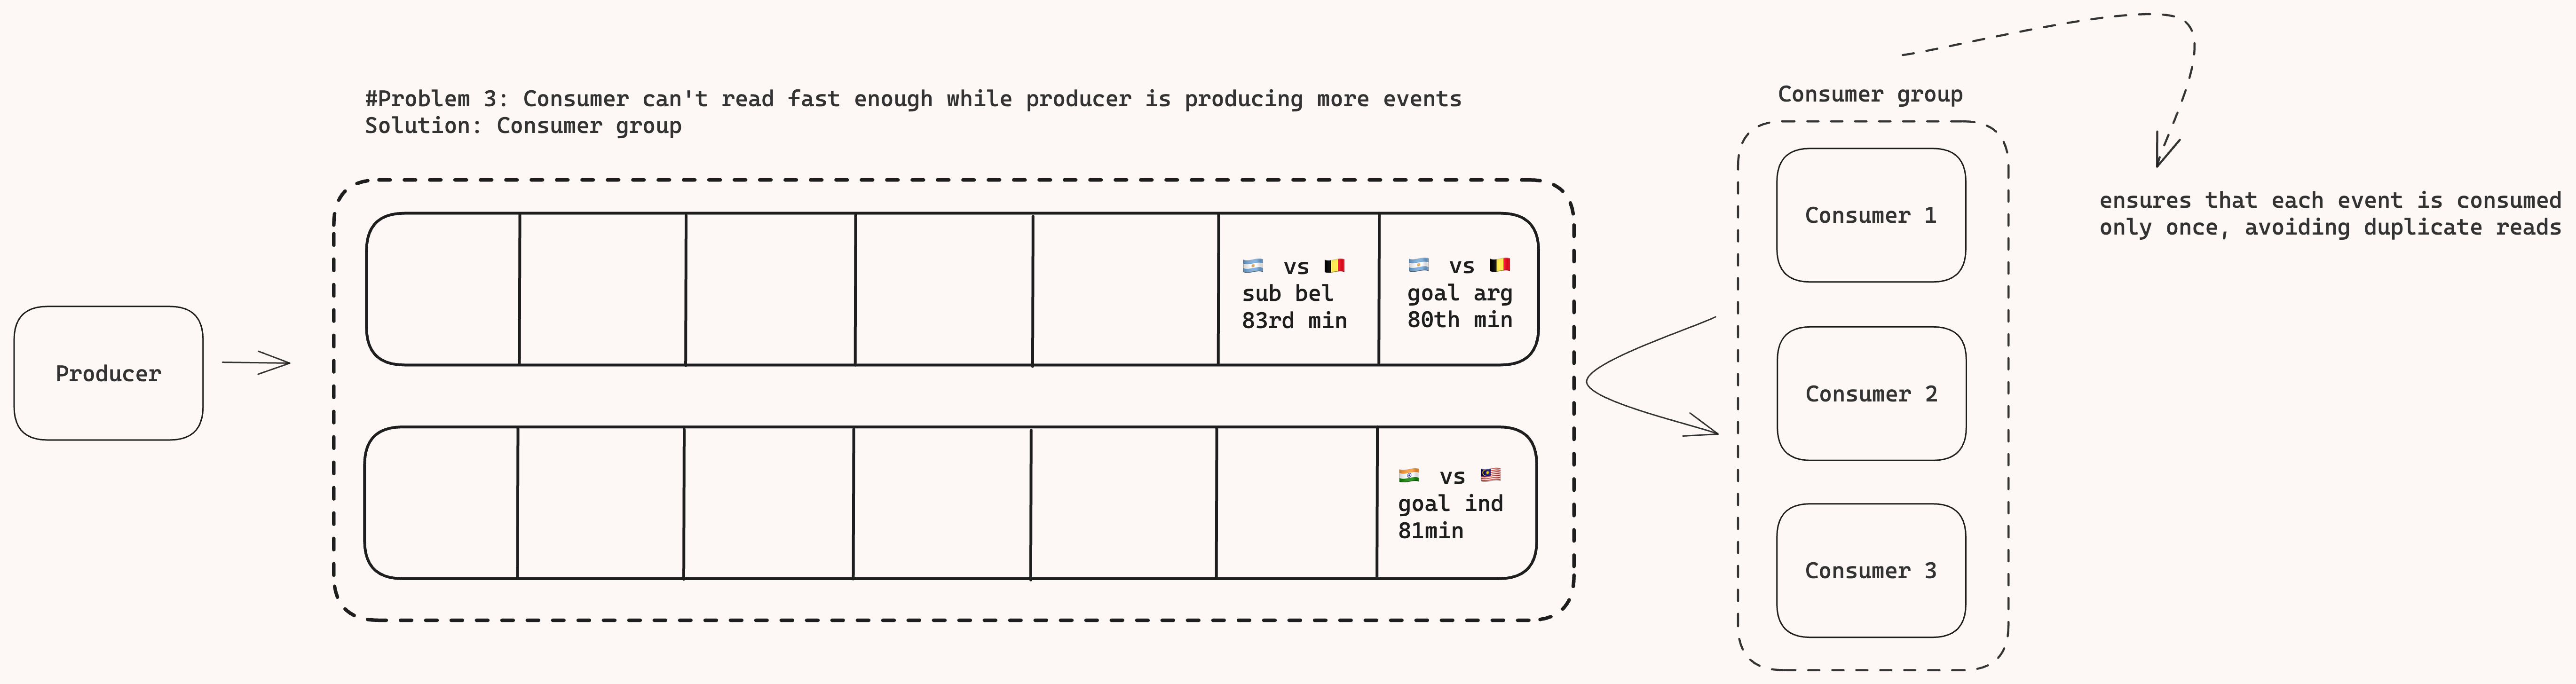 #Problem 3: Consumer can't read fast enough while producer is producing more events
Solution: Consumer group
Producer
🇦🇷 vs 🇧🇪
sub bel
83rd min
🇦🇷 vs 🇧🇪
goal arg
80th min
🇮🇳 vs 🇲🇾
goal ind
81min
Consumer group
Consumer 1
Consumer 2
Consumer 3
ensures that each event is consumed
only once, avoiding duplicate reads